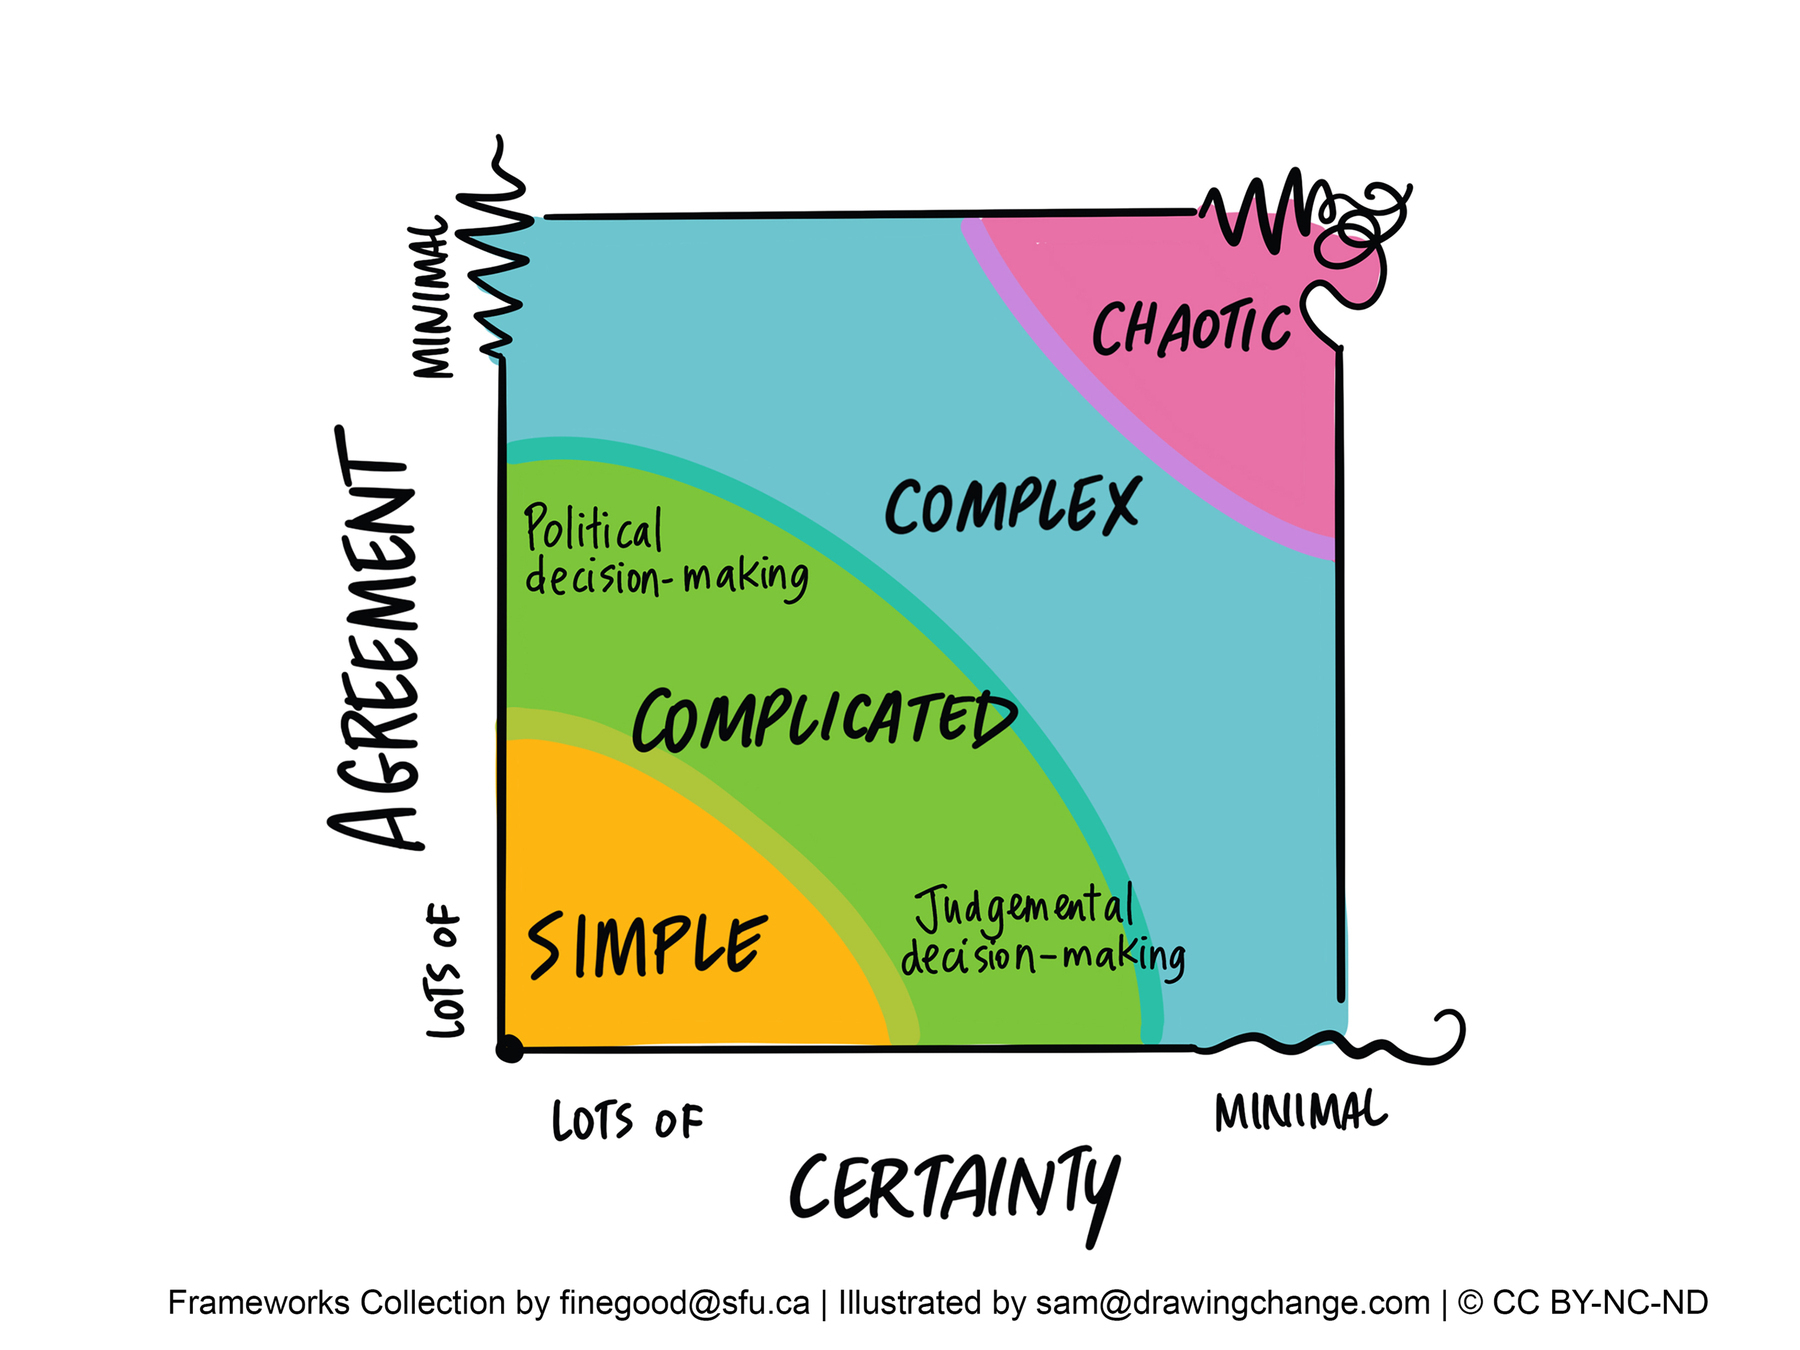 MINIMAL
AGREEMENT
LOTS OF
CHAOTIC
COMPLEX
Political
decision-making
COMPLICATED
SIMPLE
Judgemental
decision-making
LOTS OF
MINIMAL
CERTAINTY
Frameworks Collection by finegood@sfu.ca | Illustrated by sam@drawingchange.com | © CC BY-NC-ND